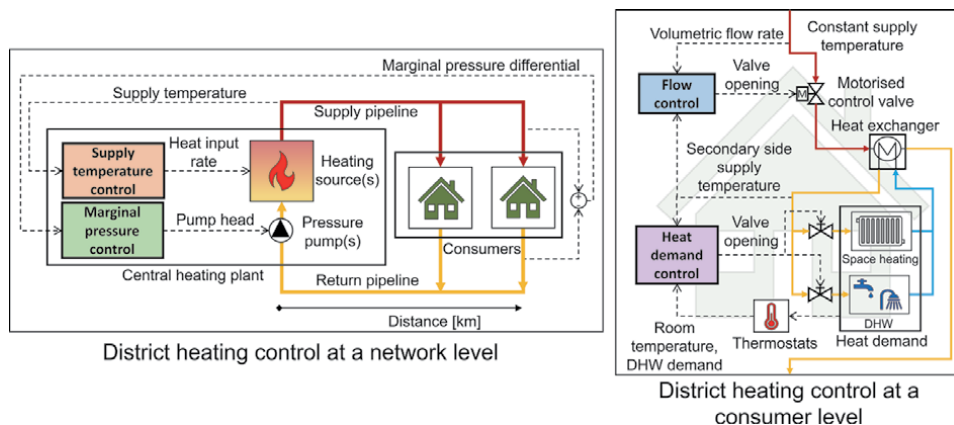 Marginal pressure differential
Supply temperature
Supply pipeline
Supply
temperature
control
Heat input
rate
Heating
source(s)
Marginal
pressure
control
Pump head
Pressure
pump(s)
Consumers
Central heating plant
Return pipeline
Distance [km]
District heating control at a network level
Volumetric flow rate
Constant supply
temperature
Valve
opening
Flow
control
M
Motorised
control valve
Heat exchanger
M
Secondary side
supply
temperature
Valve
opening
Heat
demand
control
Space heating
DHW
Heat demand
Thermostats
Room
temperature,
DHW demand
District heating control at a
consumer level